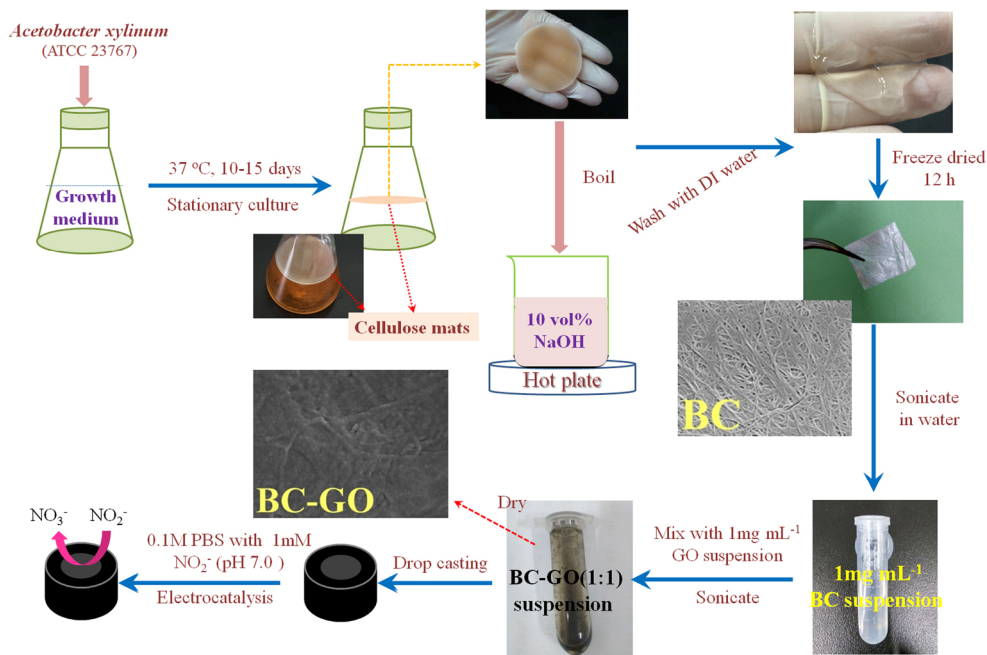 Acetobacter xylinum
(ATCC 23767)
Growth
medium
37 °C, 10-15 days
Stationary culture
Cellulose mats
Boil
10 vol%
NaOH
Hot plate
Wash with DI water
Freeze dried
12 h
BC
Sonicate
in water
1mg mL⁻¹
BC suspension
Mix with 1mg mL⁻¹
GO suspension
Sonicate
BC-GO(1:1)
suspension
Dry
BC-GO
Drop casting
0.1M PBS with 1mM
NO₂⁻ (pH 7.0 )
Electrocatalysis
NO₃⁻ NO₂⁻